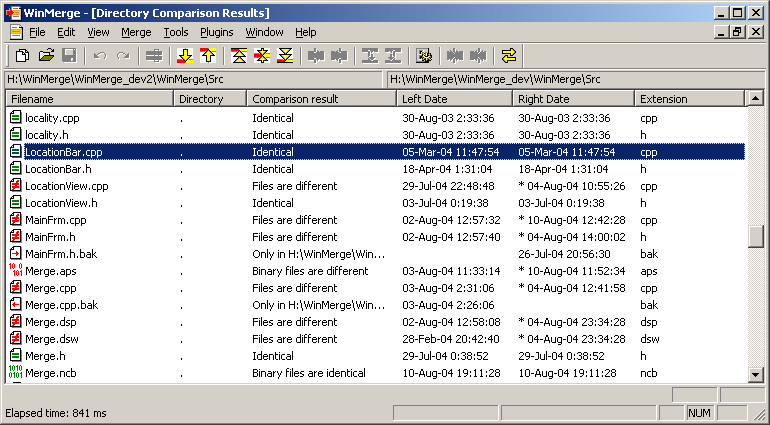 WinMerge - [Directory Comparison Results]
File Edit View Merge Tools Plugins Window Help
H:\WinMerge\WinMerge_dev2\WinMerge\Src H:\WinMerge\WinMerge_dev\WinMerge\Src
Filename Directory Comparison result Left Date Right Date Extension
locality.cpp . Identical 30-Aug-03 2:33:36 30-Aug-03 2:33:36 cpp
locality.h . Identical 30-Aug-03 2:33:36 30-Aug-03 2:33:36 h
LocationBar.cpp . Identical 05-Mar-04 11:47:54 05-Mar-04 11:47:54 cpp
LocationBar.h . Identical 18-Apr-04 1:31:04 18-Apr-04 1:31:04 h
LocationView.cpp . Files are different 29-Jul-04 22:48:48 * 04-Aug-04 10:55:26 cpp
LocationView.h . Identical 03-Jul-04 0:19:38 03-Jul-04 0:19:38 h
MainFrm.cpp . Files are different 02-Aug-04 12:57:32 * 10-Aug-04 12:42:28 cpp
MainFrm.h . Files are different 02-Aug-04 12:57:40 * 04-Aug-04 14:00:02 h
MainFrm.h.bak . Only in H:\WinMerge\Win... 26-Jul-04 20:56:30 bak
Merge.aps . Binary files are different 03-Aug-04 11:33:14 * 10-Aug-04 11:52:34 aps
Merge.cpp . Files are different 03-Aug-04 2:31:06 * 04-Aug-04 12:41:58 cpp
Merge.cpp.bak . Only in H:\WinMerge\Win... 03-Aug-04 2:26:06 bak
Merge.dsp . Files are different 02-Aug-04 12:58:08 * 04-Aug-04 23:34:28 dsp
Merge.dsw . Files are different 28-Feb-04 20:42:40 * 04-Aug-04 23:34:28 dsw
Merge.h . Identical 29-Jul-04 0:38:52 29-Jul-04 0:38:52 h
Merge.ncb . Binary files are identical 10-Aug-04 19:11:28 10-Aug-04 19:11:28 ncb
Elapsed time: 841 ms NUM